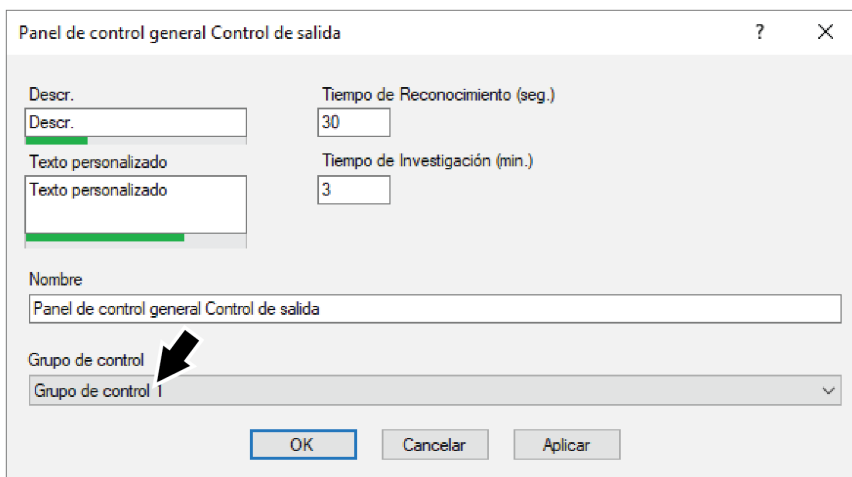 Panel de control general Control de salida
?
Descr.
Descr.
Tiempo de Reconocimiento (seg.)
30
Texto personalizado
Texto personalizado
Tiempo de Investigación (min.)
3
Nombre
Panel de control general Control de salida
Grupo de control
Grupo de control 1
OK
Cancelar
Aplicar